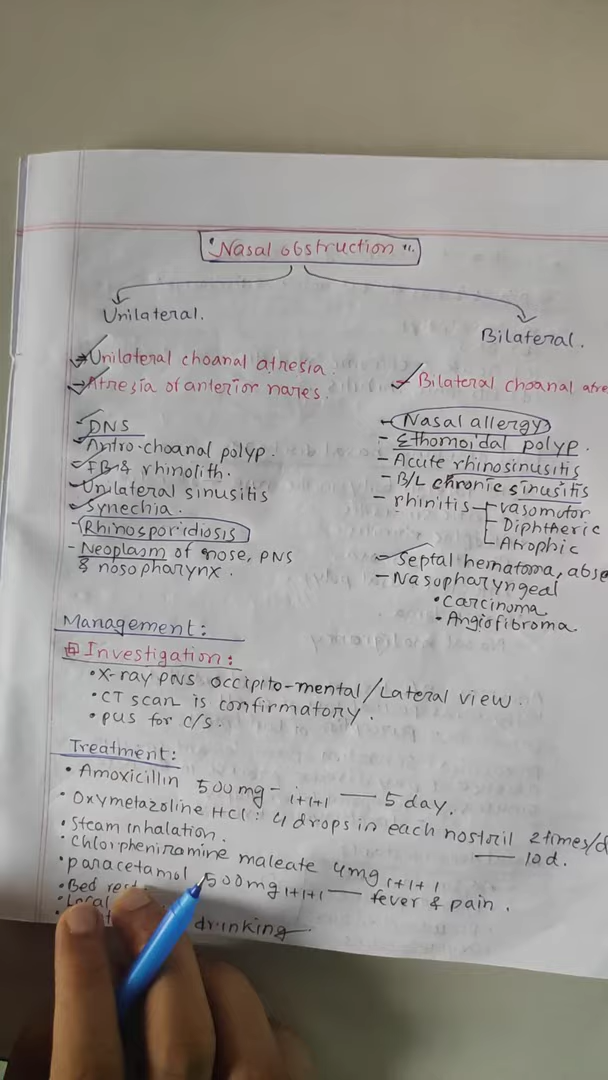 "Nasal obstruction"
Unilateral.
Bilateral.
Unilateral choanal atresia.
Atresia of anterior nares.
Bilateral choanal atre
DNS
Antro-choanal polyp.
FB & rhinolith.
Unilateral sinusitis
Synechia.
Rhinosporidiosis
- Neoplasm of nose, PNS
& nosopharynx.
- Nasal allergy
- Ethomoidal polyp.
- Acute rhinosinusitis
- B/L chronic sinusitis
- rhinitis - vasomotor
- Diphtheric
- Atrophic
- Septal hematoma, abse
- Nasopharyngeal
• Carcinoma
- Angiofibroma
Management:
Investigation:
• X-ray PNS occipito-mental/Lateral view.
• CT scan is confirmatory.
• pus for c/s.
Treatment:
• Amoxicillin 500mg - 1+1+1 — 5 day.
• Oxymetazoline HCl: 4 drops in each nostril 2 times/d
— 10d.
• Steam inhalation.
• Chlorpheniramine maleate 4mg 1+1+1
• paracetamol 500mg 1+1+1 — fever & pain.
• Bed rest
• Local
drinking